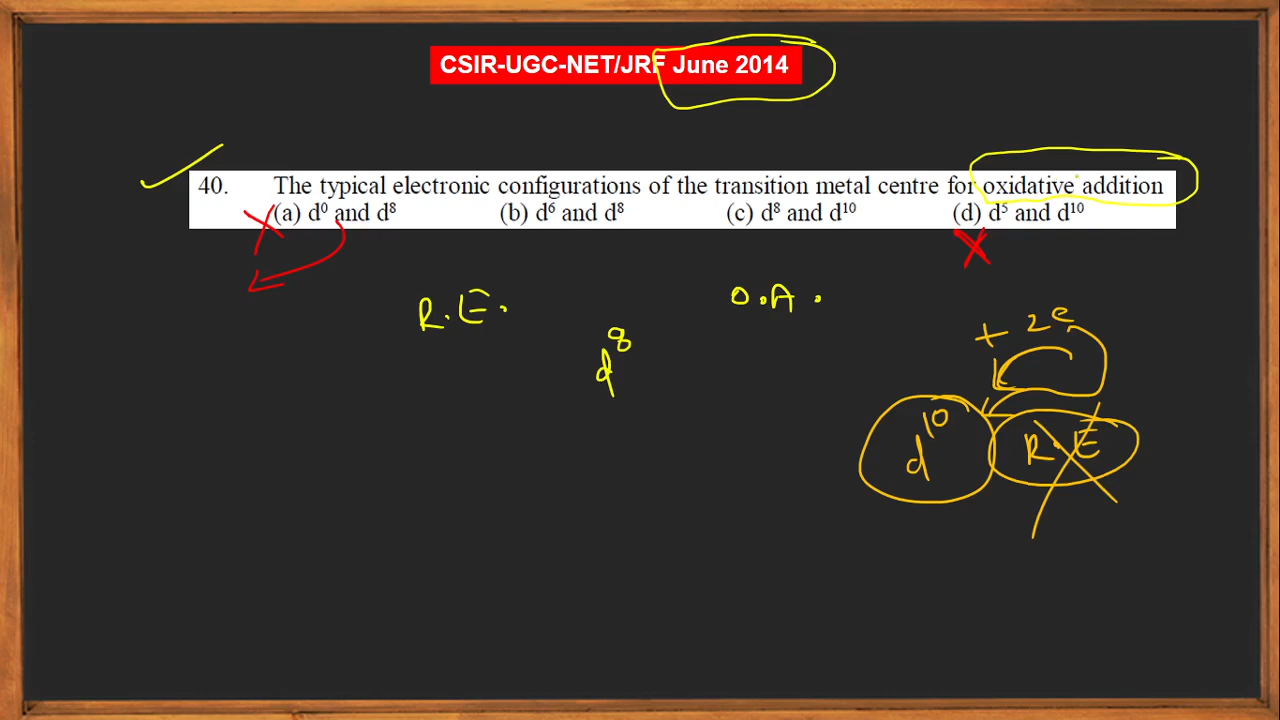 CSIR-UGC-NET/JRF June 2014
40. The typical electronic configurations of the transition metal centre for oxidative addition
(a) d⁰ and d⁸ (b) d⁶ and d⁸ (c) d⁸ and d¹⁰ (d) d⁵ and d¹⁰
R.E. O.A.
+ 2e
d⁸
d¹⁰ R.E